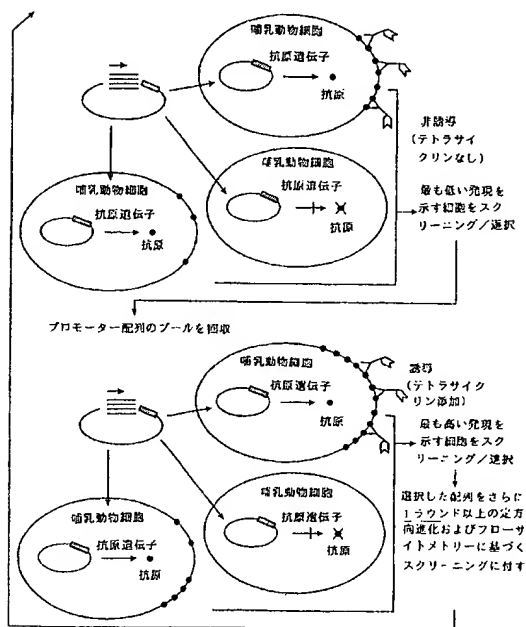 哺乳動物細胞
抗原遺伝子
抗原
哺乳動物細胞
抗原遺伝子
抗原
哺乳動物細胞
抗原遺伝子
抗原
非誘導
(テトラサイ
クリンなし)
最も低い発現を
示す細胞をスク
リーニング/選択
プロモーター配列のプールを回収
哺乳動物細胞
抗原遺伝子
抗原
哺乳動物細胞
抗原遺伝子
抗原
哺乳動物細胞
抗原遺伝子
抗原
誘導
(テトラサイク
リン添加)
最も高い発現を
示す細胞をスク
リーニング/選択
選択した配列をさらに
1ラウンド以上の定方
向進化およびフローサ
イトメトリーに基づく
スクリーニングに付す